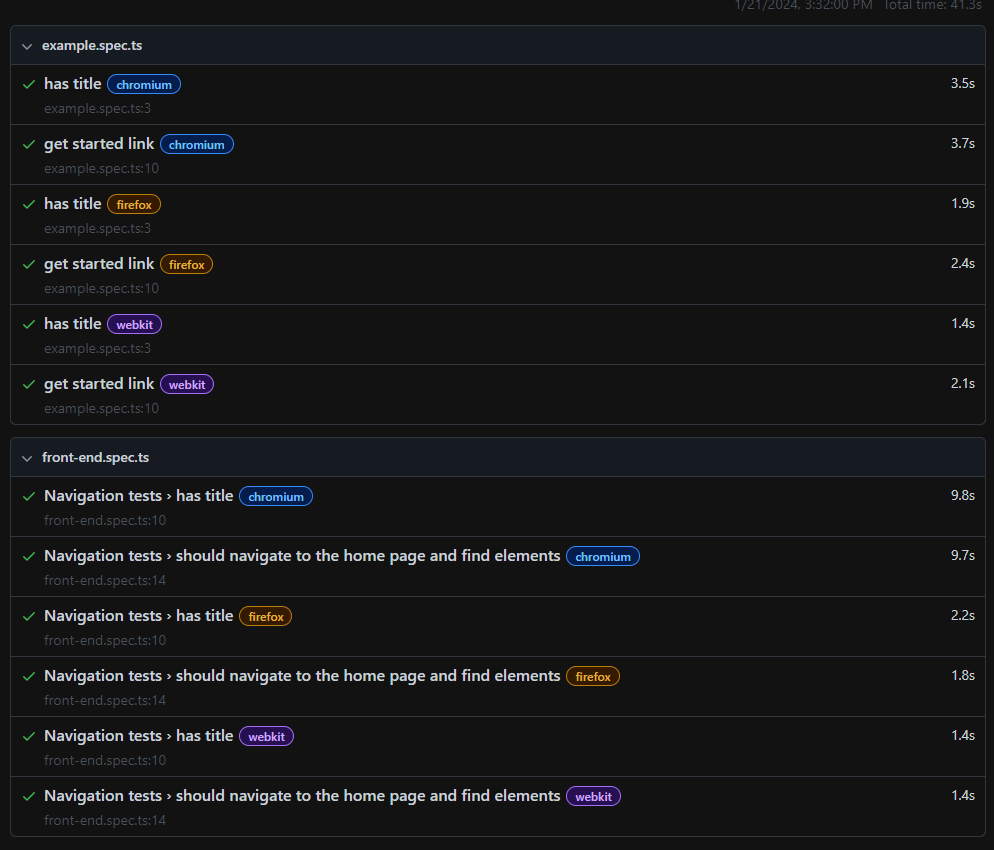 1/21/2024, 3:32:00 PM Total time: 41.3s
example.spec.ts
has title chromium 3.5s
example.spec.ts:3
get started link chromium 3.7s
example.spec.ts:10
has title firefox 1.9s
example.spec.ts:3
get started link firefox 2.4s
example.spec.ts:10
has title webkit 1.4s
example.spec.ts:3
get started link webkit 2.1s
example.spec.ts:10
front-end.spec.ts
Navigation tests › has title chromium 9.8s
front-end.spec.ts:10
Navigation tests › should navigate to the home page and find elements chromium 9.7s
front-end.spec.ts:14
Navigation tests › has title firefox 2.2s
front-end.spec.ts:10
Navigation tests › should navigate to the home page and find elements firefox 1.8s
front-end.spec.ts:14
Navigation tests › has title webkit 1.4s
front-end.spec.ts:10
Navigation tests › should navigate to the home page and find elements webkit 1.4s
front-end.spec.ts:14